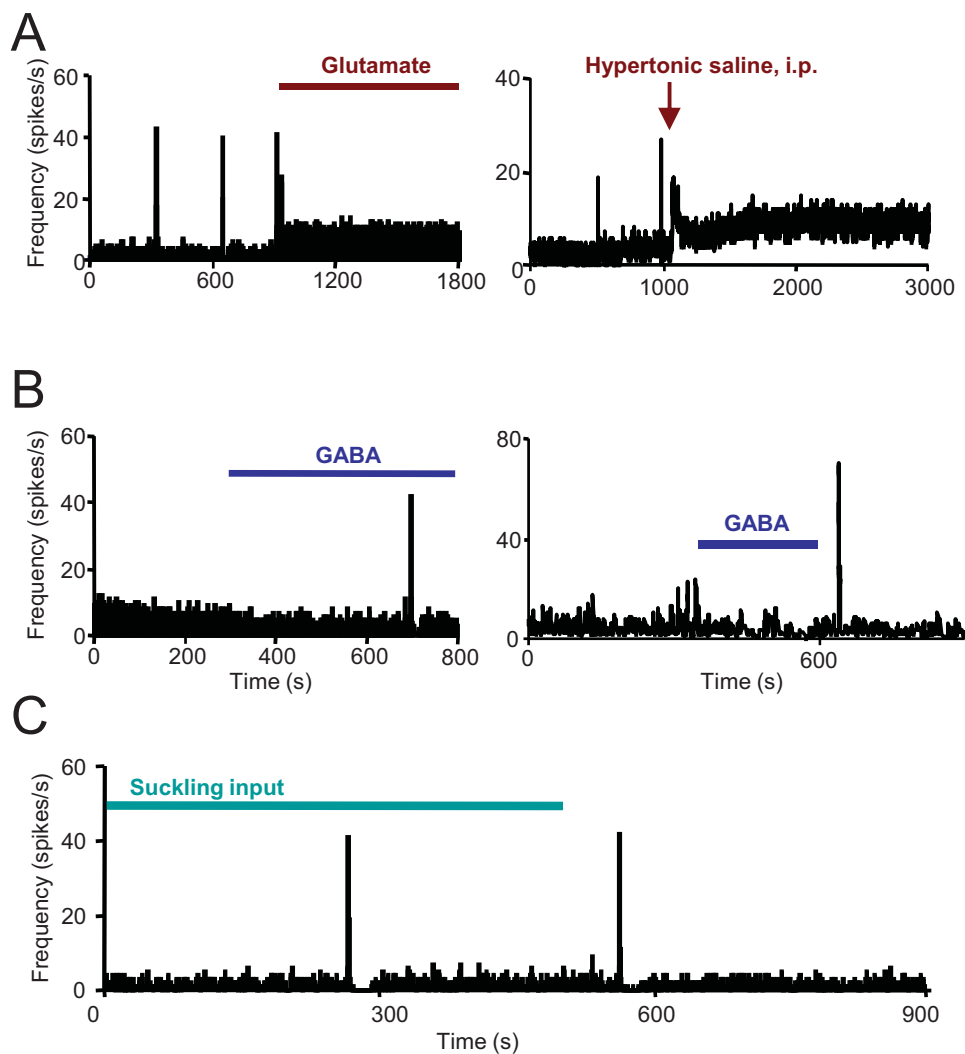 A
Frequency (spikes/s)
60
40
20
0
Glutamate
0 600 1200 1800
40
20
0
Hypertonic saline, i.p.
0 1000 2000 3000
B
Frequency (spikes/s)
60
40
20
0
GABA
0 200 400 600 800
Time (s)
80
40
0
GABA
0 600
Time (s)
C
Frequency (spikes/s)
60
40
20
0
Suckling input
0 300 600 900
Time (s)